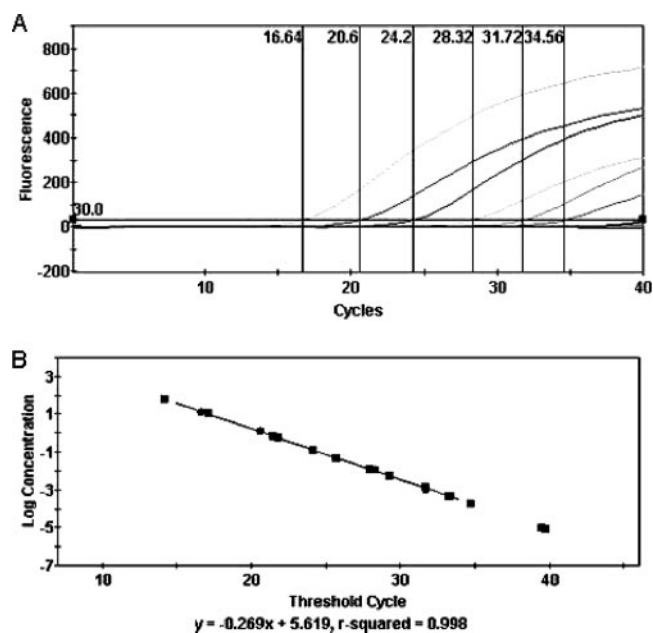 A
16.64 20.6 24.2 28.32 31.72 34.56
800
600
400
200
30.0
0
-200
Fluorescence
10 20 30 40
Cycles
B
3
1
-1
-3
-5
-7
Log Concentration
10 20 30 40
Threshold Cycle
y = -0.269x + 5.619, r-squared = 0.998